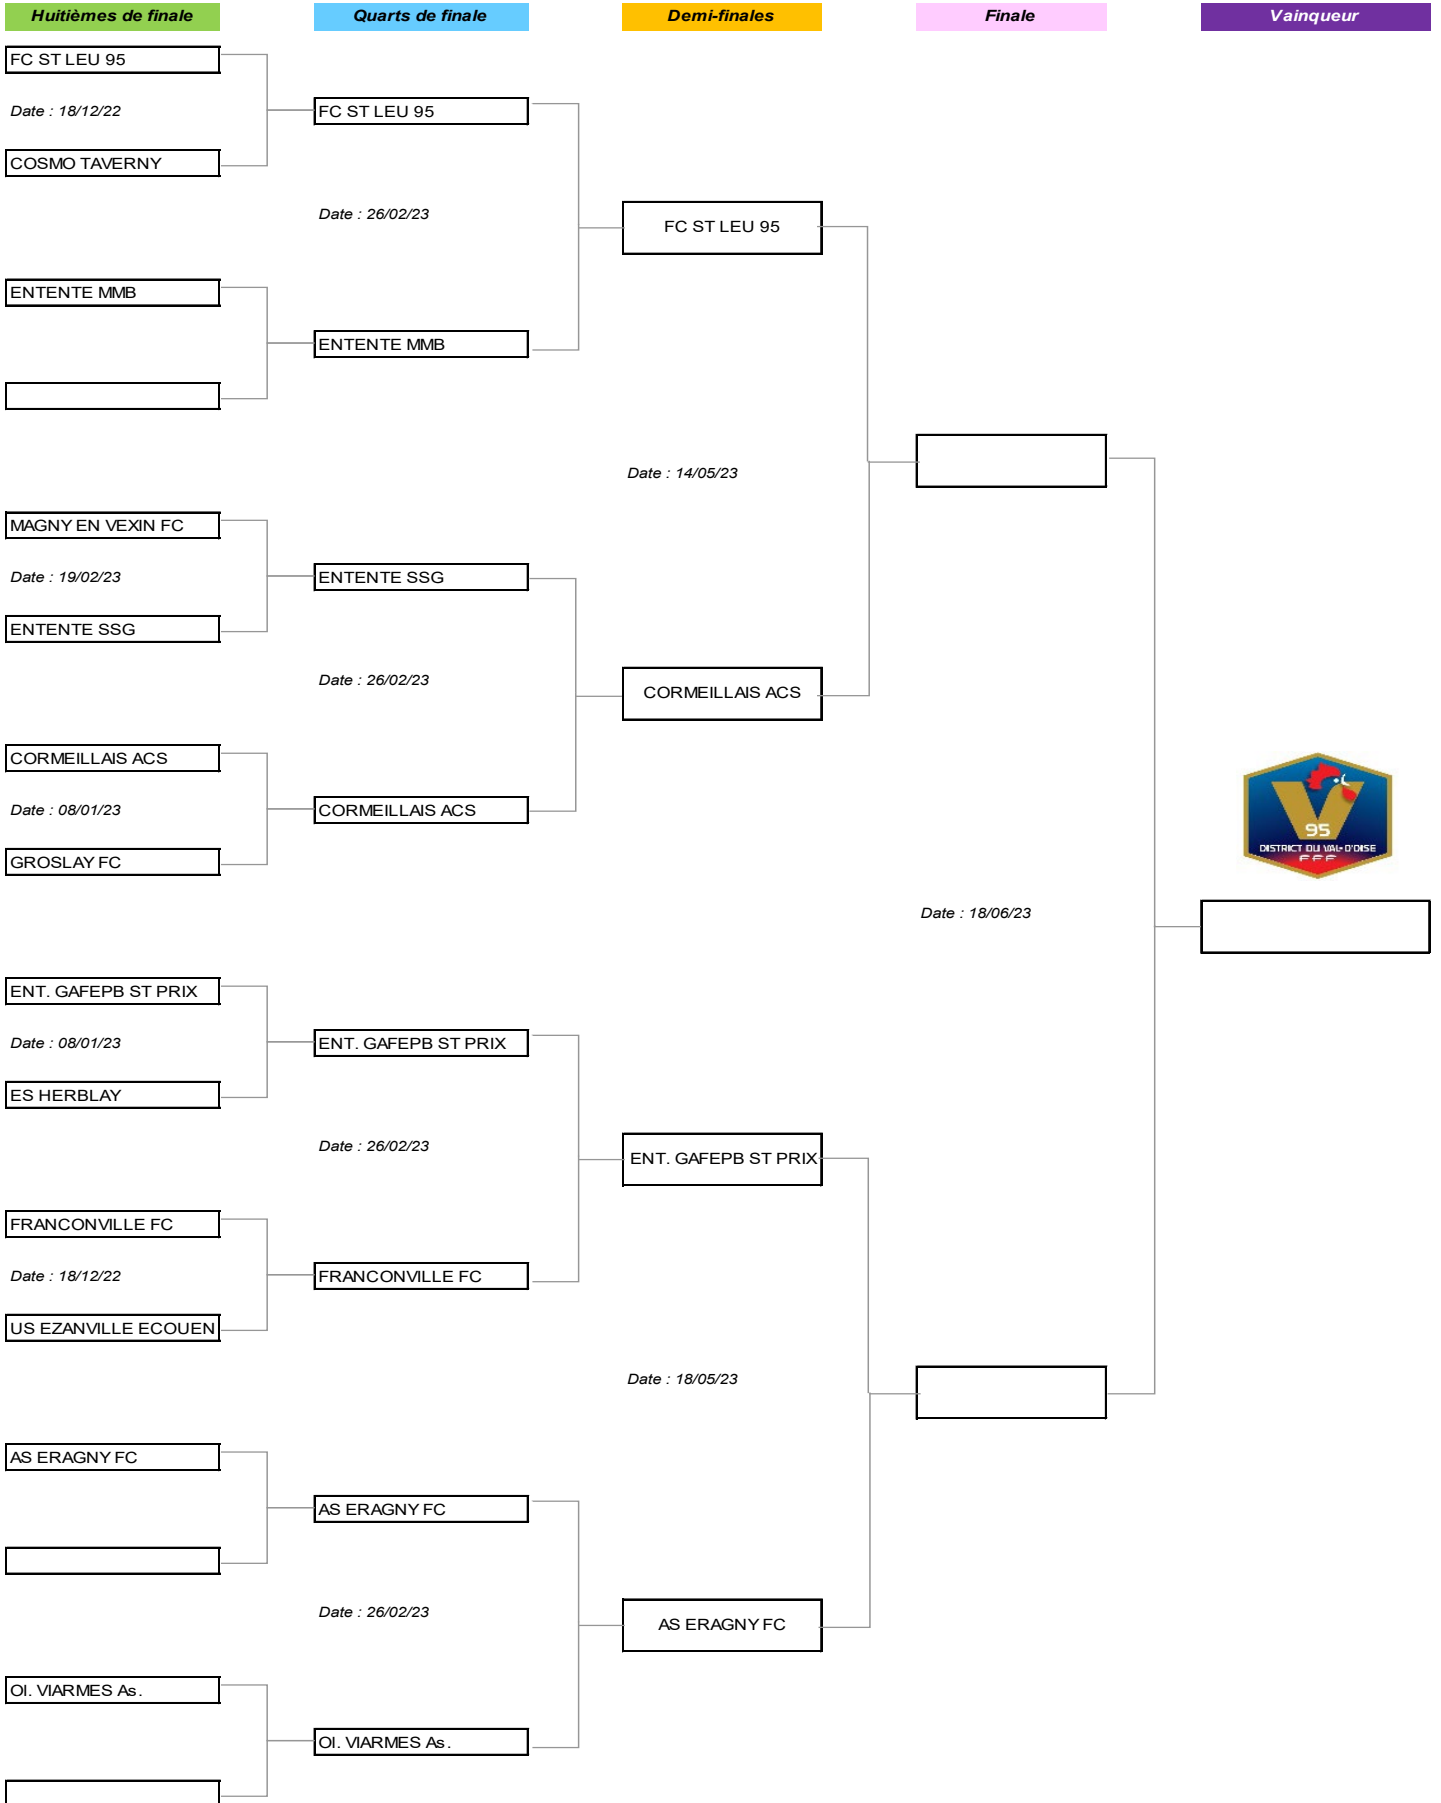 Huitièmes de finale
Quarts de finale
Demi-finales
Finale
Vainqueur
FC ST LEU 95
Date : 18/12/22
FC ST LEU 95
COSMO TAVERNY
Date : 26/02/23
FC ST LEU 95
ENTENTE MMB
ENTENTE MMB
Date : 14/05/23
MAGNY EN VEXIN FC
Date : 19/02/23
ENTENTE SSG
ENTENTE SSG
Date : 26/02/23
CORMEILLAIS ACS
CORMEILLAIS ACS
Date : 08/01/23
CORMEILLAIS ACS
GROSLAY FC
95
DISTRICT DU VAL-D'OISE
FFF
Date : 18/06/23
ENT. GAFEPB ST PRIX
Date : 08/01/23
ENT. GAFEPB ST PRIX
ES HERBLAY
Date : 26/02/23
ENT. GAFEPB ST PRIX
FRANCONVILLE FC
Date : 18/12/22
FRANCONVILLE FC
US EZANVILLE ECOUEN
Date : 18/05/23
AS ERAGNY FC
AS ERAGNY FC
Date : 26/02/23
AS ERAGNY FC
Ol. VIARMES As.
Ol. VIARMES As.